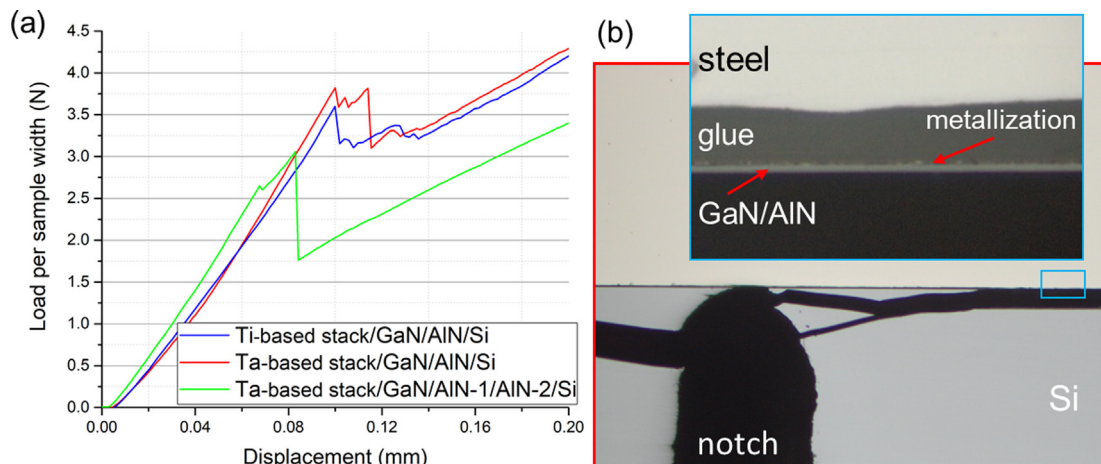 (a)
4.5
4.0
3.5
3.0
2.5
2.0
1.5
1.0
0.5
0.0
Load per sample width (N)
Ti-based stack/GaN/AlN/Si
Ta-based stack/GaN/AlN/Si
Ta-based stack/GaN/AlN-1/AlN-2/Si
0.00 0.04 0.08 0.12 0.16 0.20
Displacement (mm)
(b)
steel
glue
metallization
GaN/AlN
Si
notch